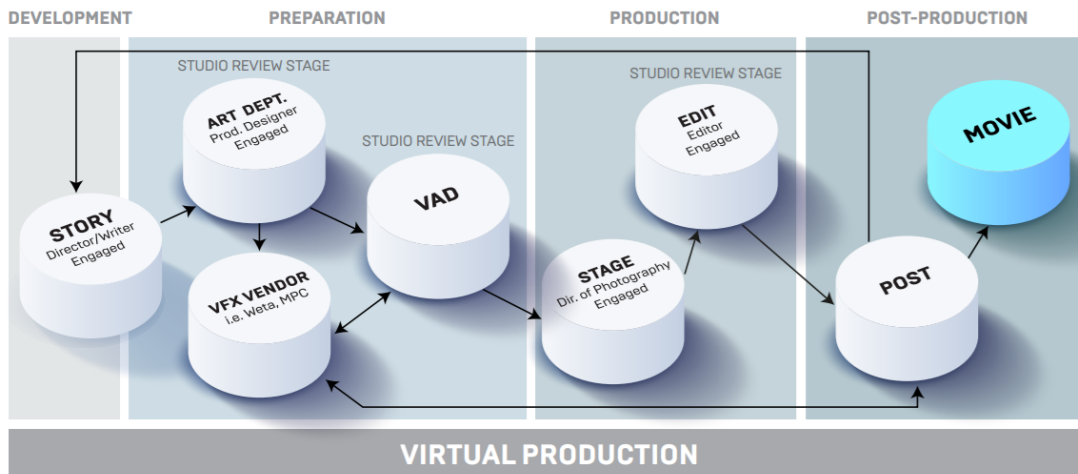 DEVELOPMENT
PREPARATION
PRODUCTION
POST-PRODUCTION
STUDIO REVIEW STAGE
ART DEPT.
Prod. Designer
Engaged
STUDIO REVIEW STAGE
VAD
STORY
Director/Writer
Engaged
VFX VENDOR
i.e. Weta, MPC
STUDIO REVIEW STAGE
EDIT
Editor
Engaged
STAGE
Dir. of Photography
Engaged
MOVIE
POST
VIRTUAL PRODUCTION